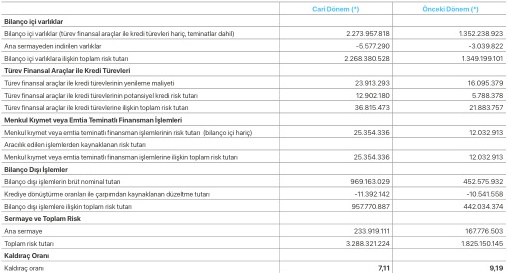 Cari Dönem (*) Önceki Dönem (*)
Bilanço içi varlıklar
Bilanço içi varlıklar (türev finansal araçlar ile kredi türevleri hariç, teminatlar dahil) 2.273.957.818 1.352.238.923
Ana sermayeden indirilen varlıklar -5.577.290 -3.039.822
Bilanço içi varlıklara ilişkin toplam risk tutarı 2.268.380.528 1.349.199.101
Türev Finansal Araçlar ile Kredi Türevleri
Türev finansal araçlar ile kredi türevlerinin yenileme maliyeti 23.913.293 16.095.379
Türev finansal araçlar ile kredi türevlerinin potansiyel kredi risk tutarı 12.902.180 5.788.378
Türev finansal araçlar ile kredi türevlerine ilişkin toplam risk tutarı 36.815.473 21.883.757
Menkul Kıymet veya Emtia Teminatlı Finansman İşlemleri
Menkul kıymet veya emtia teminatlı finansman işlemlerinin risk tutarı (bilanço içi hariç) 25.354.336 12.032.913
Aracılık edilen işlemlerden kaynaklanan risk tutarı
Menkul kıymet veya emtia teminatlı finansman işlemlerine ilişkin toplam risk tutarı 25.354.336 12.032.913
Bilanço Dışı İşlemler
Bilanço dışı işlemlerin brüt nominal tutarı 969.163.029 452.575.932
Krediye dönüştürme oranları ile çarpımdan kaynaklanan düzeltme tutarı -11.392.142 -10.541.558
Bilanço dışı işlemlere ilişkin toplam risk tutarı 957.770.887 442.034.374
Sermaye ve Toplam Risk
Ana sermaye 233.919.111 167.776.503
Toplam risk tutarı 3.288.321.224 1.825.150.145
Kaldıraç Oranı
Kaldıraç oranı 7,11 9,19